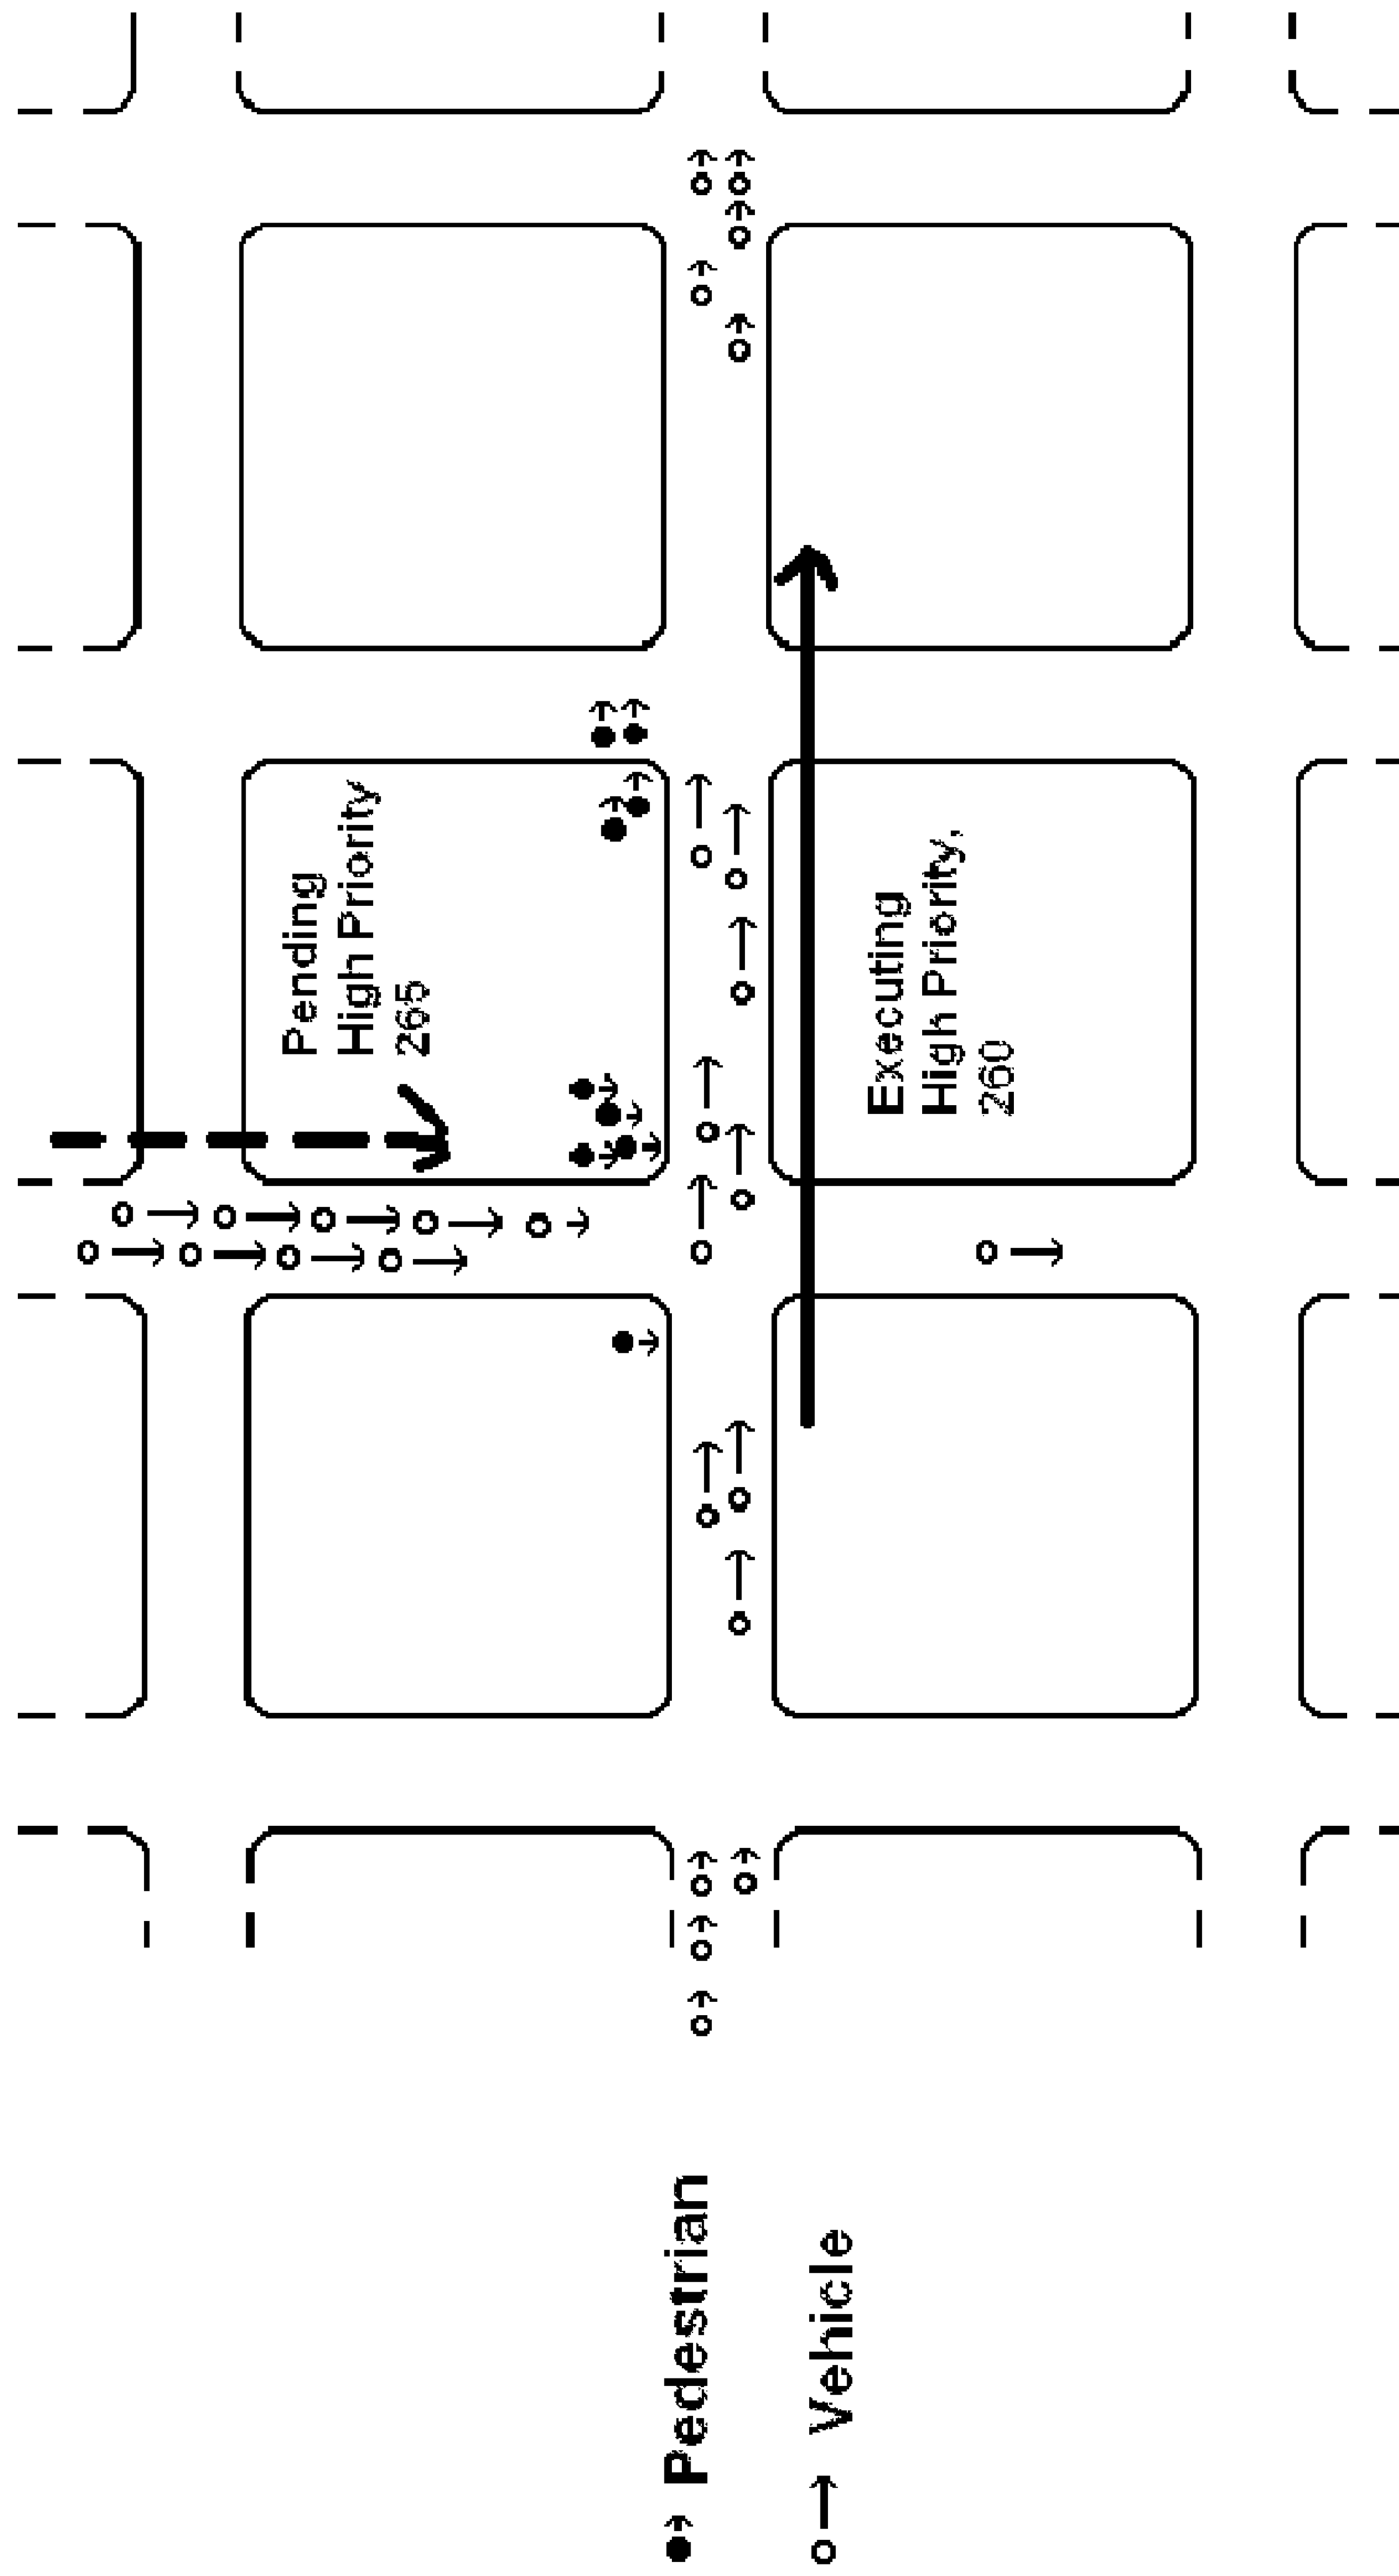 Pending
High Priority
265
Executing
High Priority,
260
Pedestrian
Vehicle